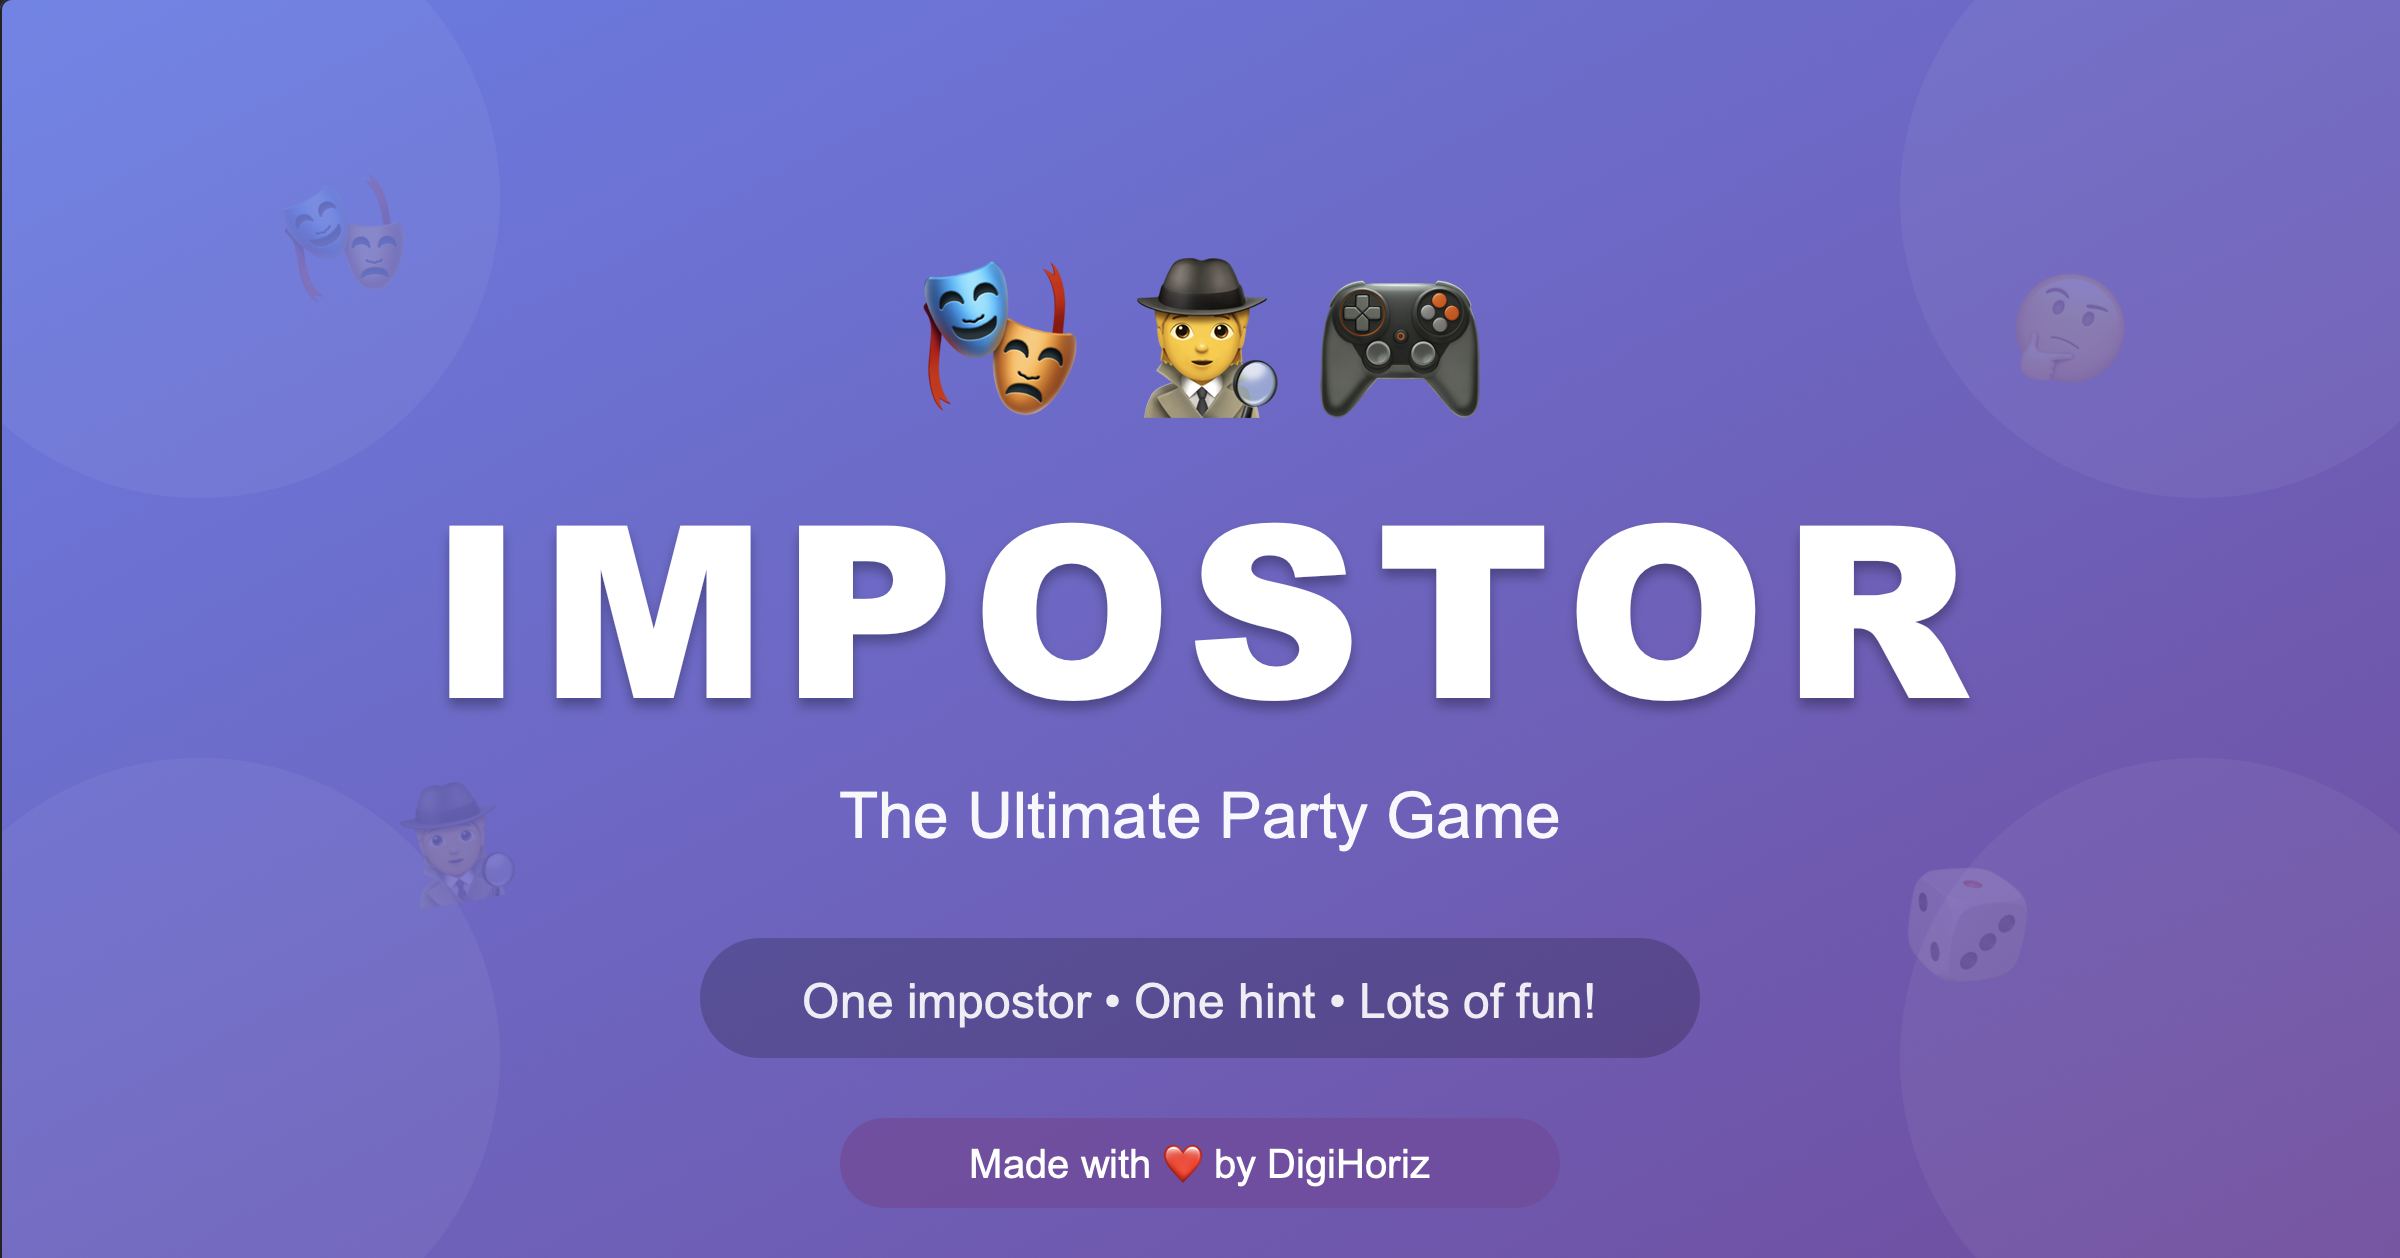 IMPOSTOR
The Ultimate Party Game
One impostor • One hint • Lots of fun!
Made with ❤️ by DigiHoriz